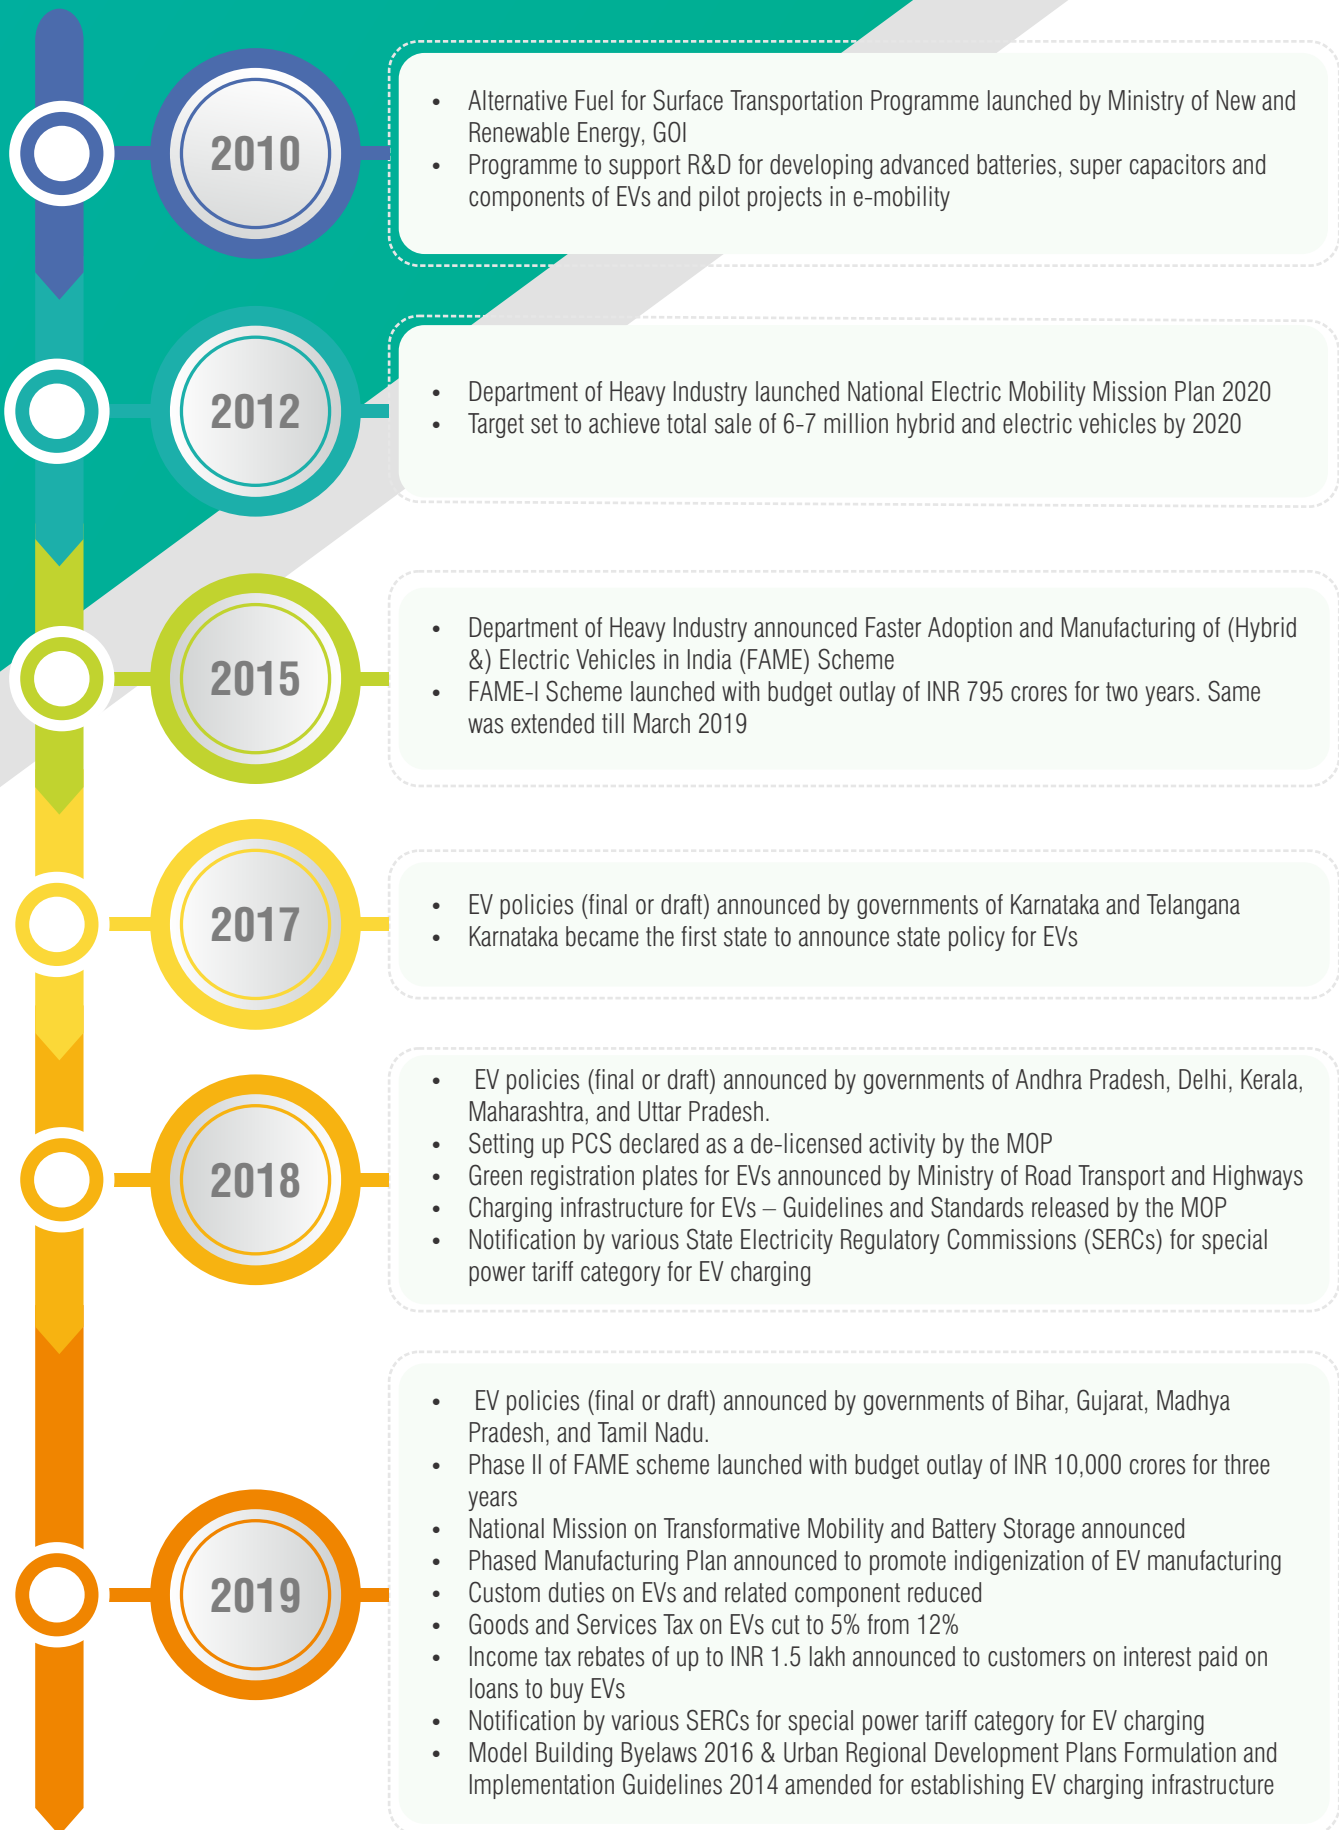 2010
• Alternative Fuel for Surface Transportation Programme launched by Ministry of New and
Renewable Energy, GOI
• Programme to support R&D for developing advanced batteries, super capacitors and
components of EVs and pilot projects in e-mobility
2012
• Department of Heavy Industry launched National Electric Mobility Mission Plan 2020
• Target set to achieve total sale of 6-7 million hybrid and electric vehicles by 2020
2015
• Department of Heavy Industry announced Faster Adoption and Manufacturing of (Hybrid
&) Electric Vehicles in India (FAME) Scheme
• FAME-I Scheme launched with budget outlay of INR 795 crores for two years. Same
was extended till March 2019
2017
• EV policies (final or draft) announced by governments of Karnataka and Telangana
• Karnataka became the first state to announce state policy for EVs
2018
• EV policies (final or draft) announced by governments of Andhra Pradesh, Delhi, Kerala,
Maharashtra, and Uttar Pradesh.
• Setting up PCS declared as a de-licensed activity by the MOP
• Green registration plates for EVs announced by Ministry of Road Transport and Highways
• Charging infrastructure for EVs – Guidelines and Standards released by the MOP
• Notification by various State Electricity Regulatory Commissions (SERCs) for special
power tariff category for EV charging
2019
• EV policies (final or draft) announced by governments of Bihar, Gujarat, Madhya
Pradesh, and Tamil Nadu.
• Phase II of FAME scheme launched with budget outlay of INR 10,000 crores for three
years
• National Mission on Transformative Mobility and Battery Storage announced
• Phased Manufacturing Plan announced to promote indigenization of EV manufacturing
• Custom duties on EVs and related component reduced
• Goods and Services Tax on EVs cut to 5% from 12%
• Income tax rebates of up to INR 1.5 lakh announced to customers on interest paid on
loans to buy EVs
• Notification by various SERCs for special power tariff category for EV charging
• Model Building Byelaws 2016 & Urban Regional Development Plans Formulation and
Implementation Guidelines 2014 amended for establishing EV charging infrastructure